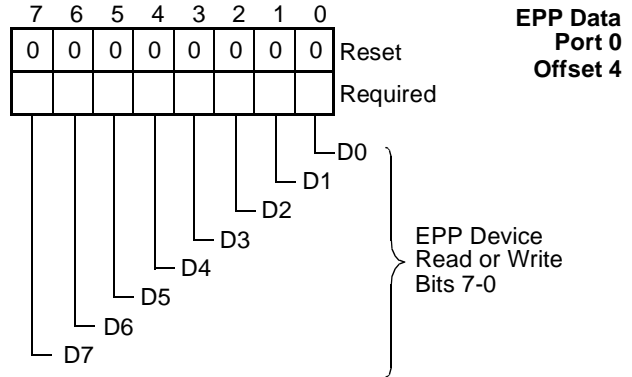 7 6 5 4 3 2 1 0
EPP Data
Port 0
Offset 4
0 0 0 0 0 0 0 0 Reset
Required
D0
D1
D2
D3
D4
D5
D6
D7
EPP Device
Read or Write
Bits 7-0